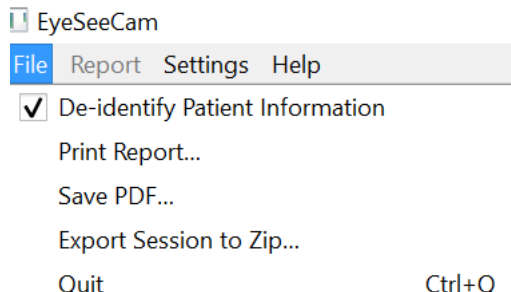 EyeSeeCam
File Report Settings Help
De-identify Patient Information
Print Report...
Save PDF...
Export Session to Zip...
Quit Ctrl+Q